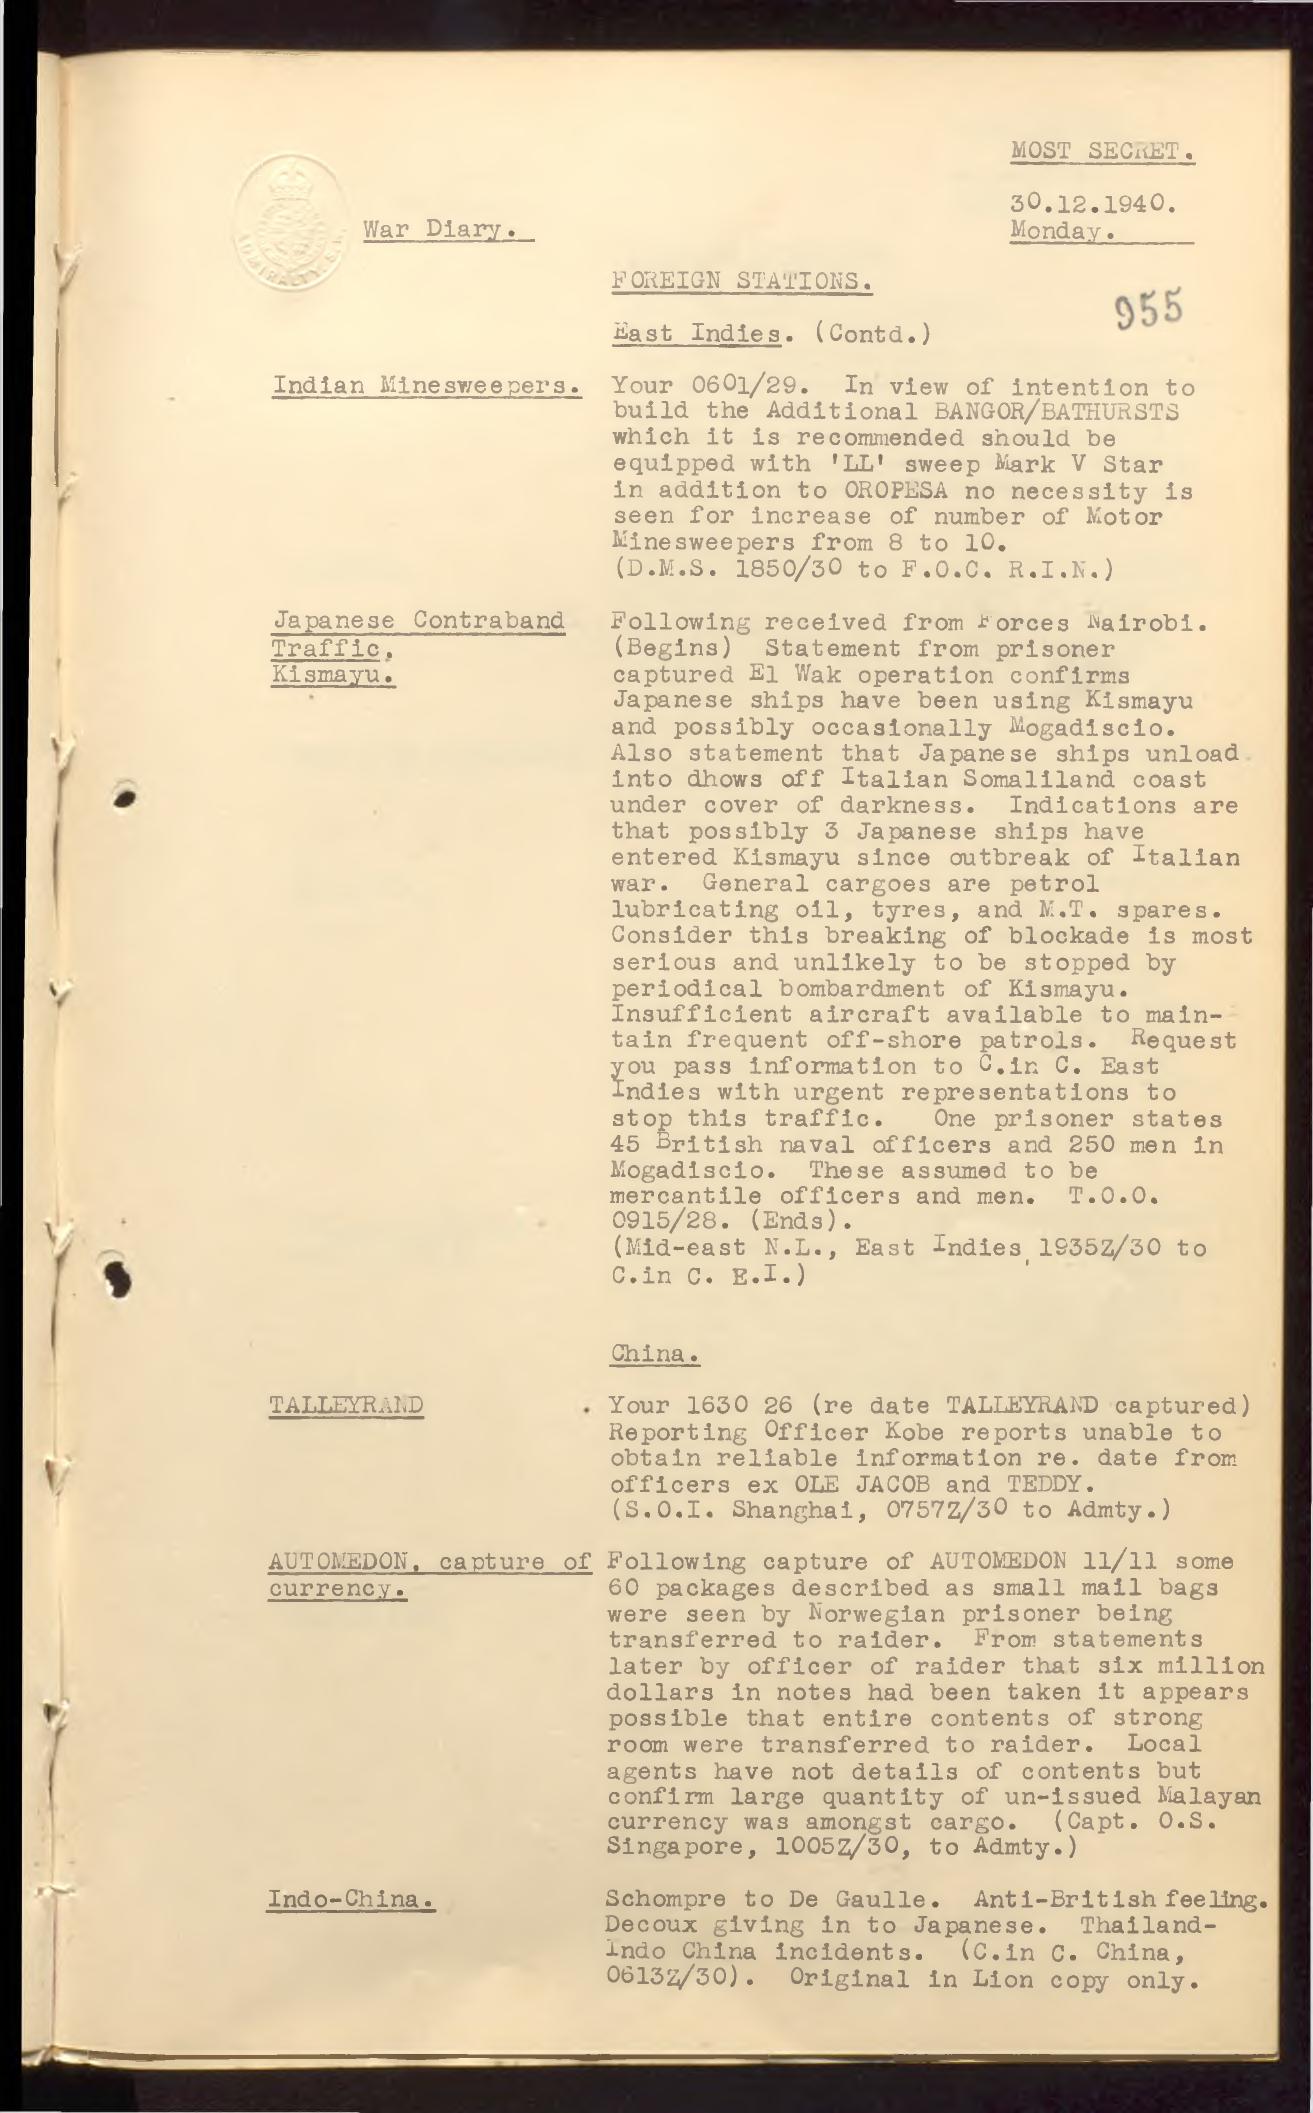 MOST SECRET.
30.12.1940.
War Diary.
Monday.
ADMIRALTY. S.
FOREIGN STATIONS.
955
East Indies. (Contd.)
Indian Minesweepers. Your 0601/29. In view of intention to
build the Additional BANGOR/BATHURSTS
which it is recommended should be
equipped with 'LL' sweep Mark V Star
in addition to OROPESA no necessity is
seen for increase of number of Motor
Minesweepers from 8 to 10.
(D.M.S. 1850/30 to F.O.C. R.I.N.)
Japanese Contraband Following received from Forces Nairobi.
Traffic, (Begins) Statement from prisoner
Kismayu. captured El Wak operation confirms
Japanese ships have been using Kismayu
and possibly occasionally Mogadiscio.
Also statement that Japanese ships unload
into dhows off Italian Somaliland coast
under cover of darkness. Indications are
that possibly 3 Japanese ships have
entered Kismayu since outbreak of Italian
war. General cargoes are petrol
lubricating oil, tyres, and M.T. spares.
Consider this breaking of blockade is most
serious and unlikely to be stopped by
periodical bombardment of Kismayu.
Insufficient aircraft available to main-
tain frequent off-shore patrols. Request
you pass information to C.in C. East
Indies with urgent representations to
stop this traffic. One prisoner states
45 British naval officers and 250 men in
Mogadiscio. These assumed to be
mercantile officers and men. T.O.O.
0915/28. (Ends).
(Mid-east N.L., East Indies, 1935Z/30 to
C.in C. E.I.)
China.
TALLEYRAND . Your 1630 26 (re date TALLEYRAND captured)
Reporting Officer Kobe reports unable to
obtain reliable information re. date from
officers ex OLE JACOB and TEDDY.
(S.O.I. Shanghai, 0757Z/30 to Admty.)
AUTOMEDON, capture of Following capture of AUTOMEDON 11/11 some
currency. 60 packages described as small mail bags
were seen by Norwegian prisoner being
transferred to raider. From statements
later by officer of raider that six million
dollars in notes had been taken it appears
possible that entire contents of strong
room were transferred to raider. Local
agents have not details of contents but
confirm large quantity of un-issued Malayan
currency was amongst cargo. (Capt. O.S.
Singapore, 1005Z/30, to Admty.)
Indo-China. Schompre to De Gaulle. Anti-British feeling.
Decoux giving in to Japanese. Thailand-
Indo China incidents. (C.in C. China,
0613Z/30). Original in Lion copy only.